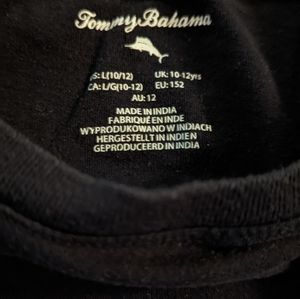 Tommy Bahama
US: L(10/12) UK: 10-12yrs
CA: L/G(10-12) EU: 152
AU: 12
MADE IN INDIA
FABRIQUÉ EN INDE
WYPRODUKOWANO W INDIACH
HERGESTELLT IN INDIEN
GEPRODUCEERD IN INDIA